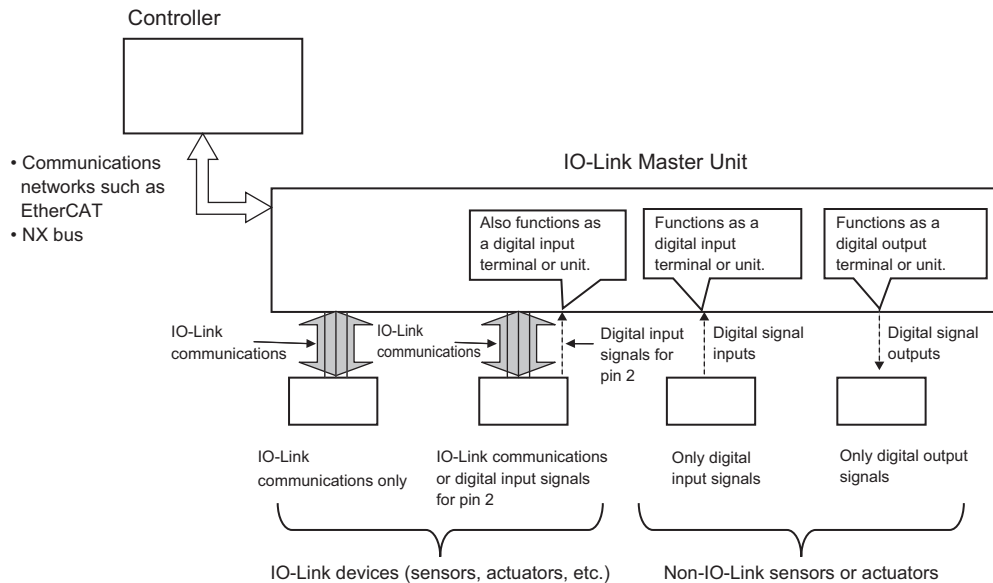 Controller
• Communications
networks such as
EtherCAT
• NX bus
IO-Link Master Unit
Also functions as
a digital input
terminal or unit.
Functions as a
digital input
terminal or unit.
Functions as a
digital output
terminal or unit.
IO-Link
communications
IO-Link
communications
Digital input
signals for
pin 2
Digital signal
inputs
Digital signal
outputs
IO-Link
communications only
IO-Link communications
or digital input signals
for pin 2
Only digital
input signals
Only digital output
signals
IO-Link devices (sensors, actuators, etc.)
Non-IO-Link sensors or actuators